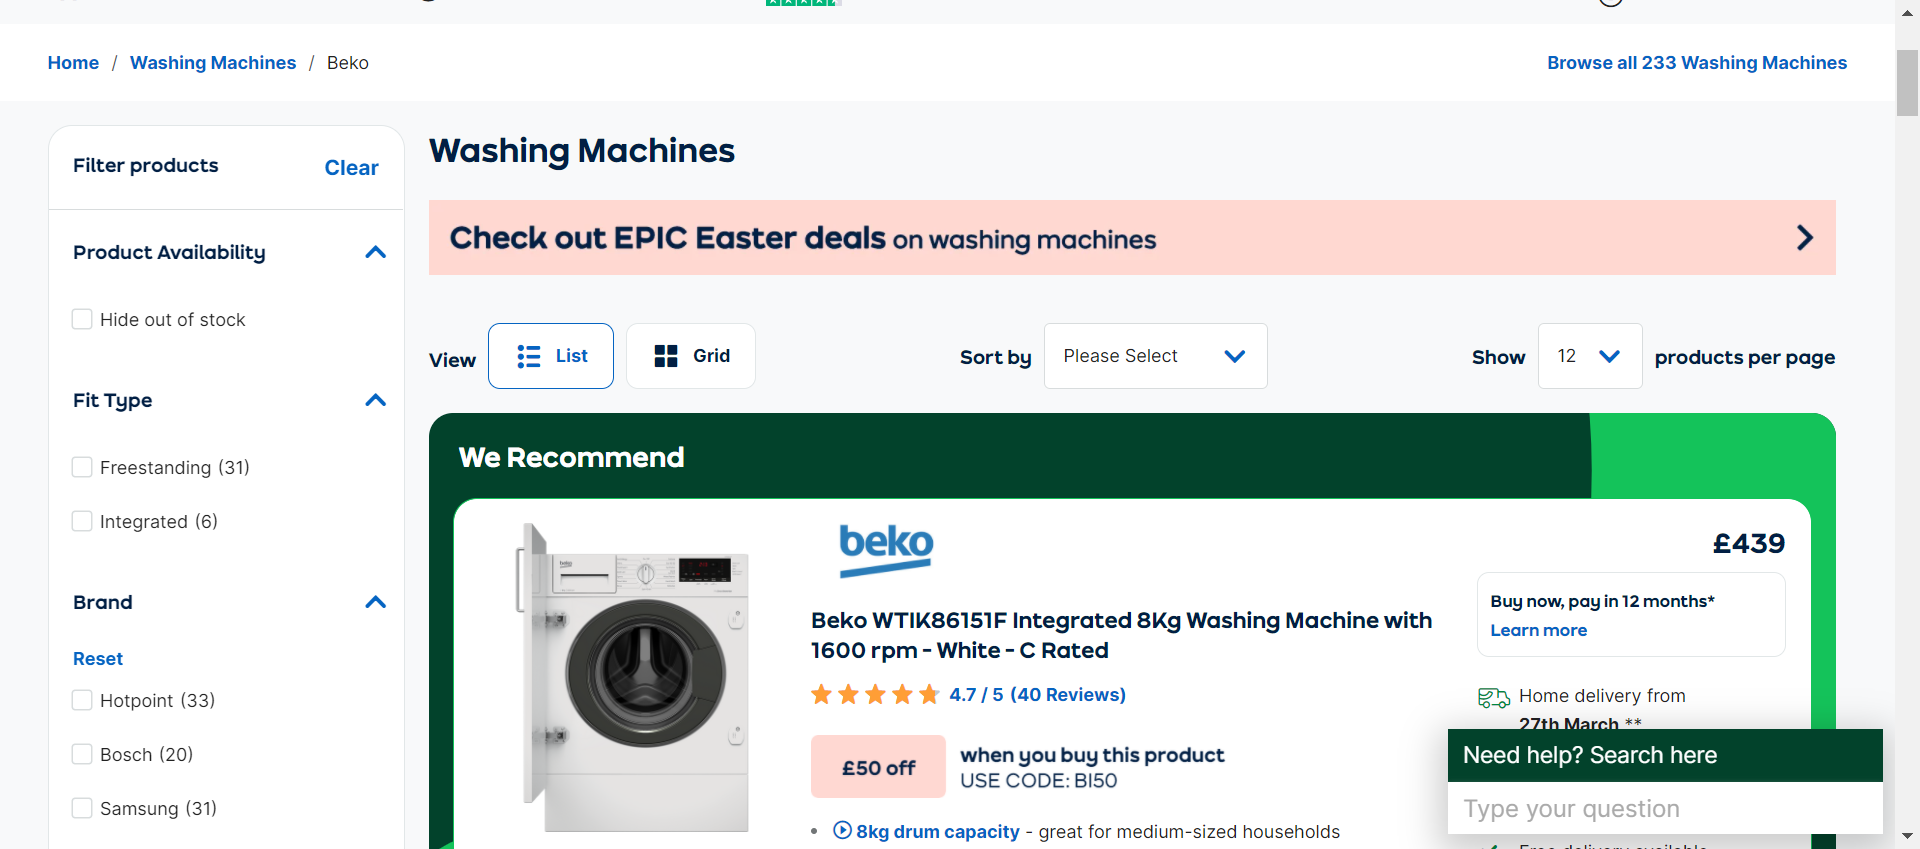 Home / Washing Machines / Beko
Browse all 233 Washing Machines
Filter products
Clear
Product Availability
Hide out of stock
Fit Type
Freestanding (31)
Integrated (6)
Brand
Reset
Hotpoint (33)
Bosch (20)
Samsung (31)
Washing Machines
Check out EPIC Easter deals on washing machines
View
List
Grid
Sort by
Please Select
Show
12
products per page
We Recommend
beko
beko
Beko WTIK86151F Integrated 8Kg Washing Machine with
1600 rpm - White - C Rated
4.7 / 5 (40 Reviews)
£50 off
when you buy this product
USE CODE: BI50
• 8kg drum capacity - great for medium-sized households
£439
Buy now, pay in 12 months*
Learn more
Home delivery from
27th March **
Need help? Search here
Type your question